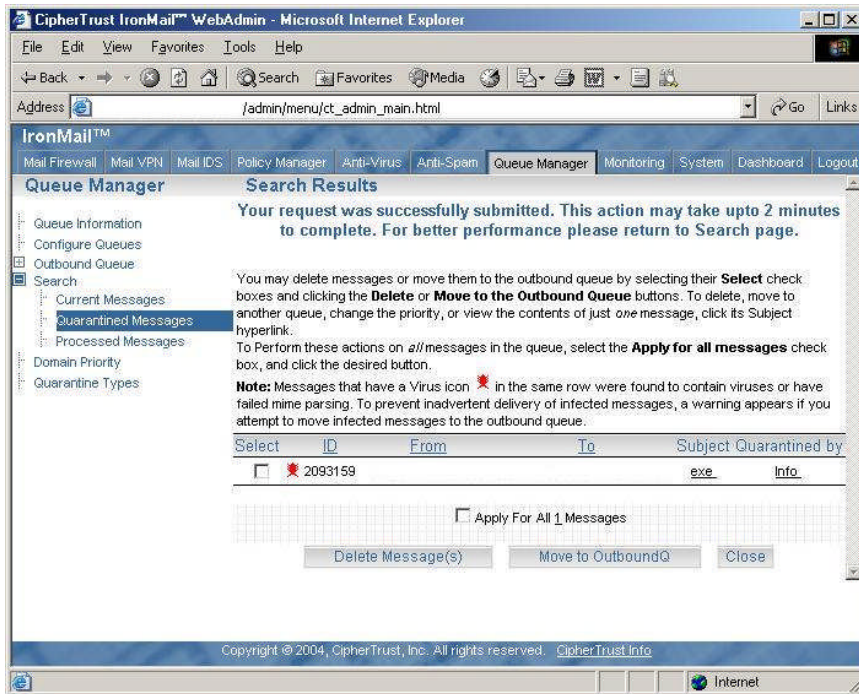 CipherTrust IronMail™ WebAdmin - Microsoft Internet Explorer
File Edit View Favorites Tools Help
Back Search Favorites Media
Address /admin/menu/ct_admin_main.html Go Links
IronMail™
Mail Firewall Mail VPN Mail IDS Policy Manager Anti-Virus Anti-Spam Queue Manager Monitoring System Dashboard Logout
Queue Manager
Queue Information
Configure Queues
Outbound Queue
Search
Current Messages
Quarantined Messages
Processed Messages
Domain Priority
Quarantine Types
Search Results
Your request was successfully submitted. This action may take upto 2 minutes
to complete. For better performance please return to Search page.
You may delete messages or move them to the outbound queue by selecting their Select check
boxes and clicking the Delete or Move to the Outbound Queue buttons. To delete, move to
another queue, change the priority, or view the contents of just one message, click its Subject
hyperlink.
To Perform these actions on all messages in the queue, select the Apply for all messages check
box, and click the desired button.
Note: Messages that have a Virus icon in the same row were found to contain viruses or have
failed mime parsing. To prevent inadvertent delivery of infected messages, a warning appears if you
attempt to move infected messages to the outbound queue.
Select ID From To Subject Quarantined by
2093159 exe Info
Apply For All 1 Messages
Delete Message(s) Move to OutboundQ Close
Copyright © 2004, CipherTrust, Inc. All rights reserved. CipherTrust Info
Internet